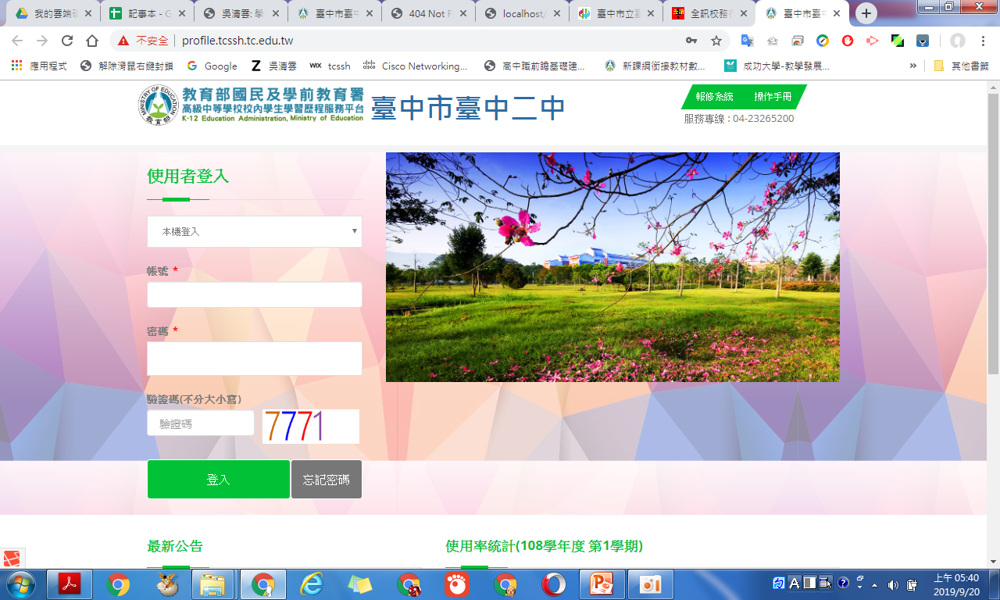 我的雲端
記事本 - G
吳清雲: 學
臺中市臺中
404 Not F
localhost/
臺中市立臺
全訊校務行
臺中市臺中
不安全 profile.tcssh.tc.edu.tw
應用程式 解除滑鼠右鍵封鎖 Google 吳清雲 tcssh Cisco Networking... 高中職前瞻基礎建... 新課綱銜接教材數... 成功大學-教學發展... » 其他書籤
教育部國民及學前教育署
高級中等學校校內學生學習歷程服務平台
K-12 Education Administration, Ministry of Education
MINISTRY OF EDUCATION
教育部
臺中市臺中二中
報修系統 操作手冊
服務專線 : 04-23265200
使用者登入
本機登入
帳號 *
密碼 *
驗證碼(不分大小寫)
驗證碼 7771
登入 忘記密碼
最新公告 使用率統計(108學年度 第1學期)
上午 05:40
2019/9/20